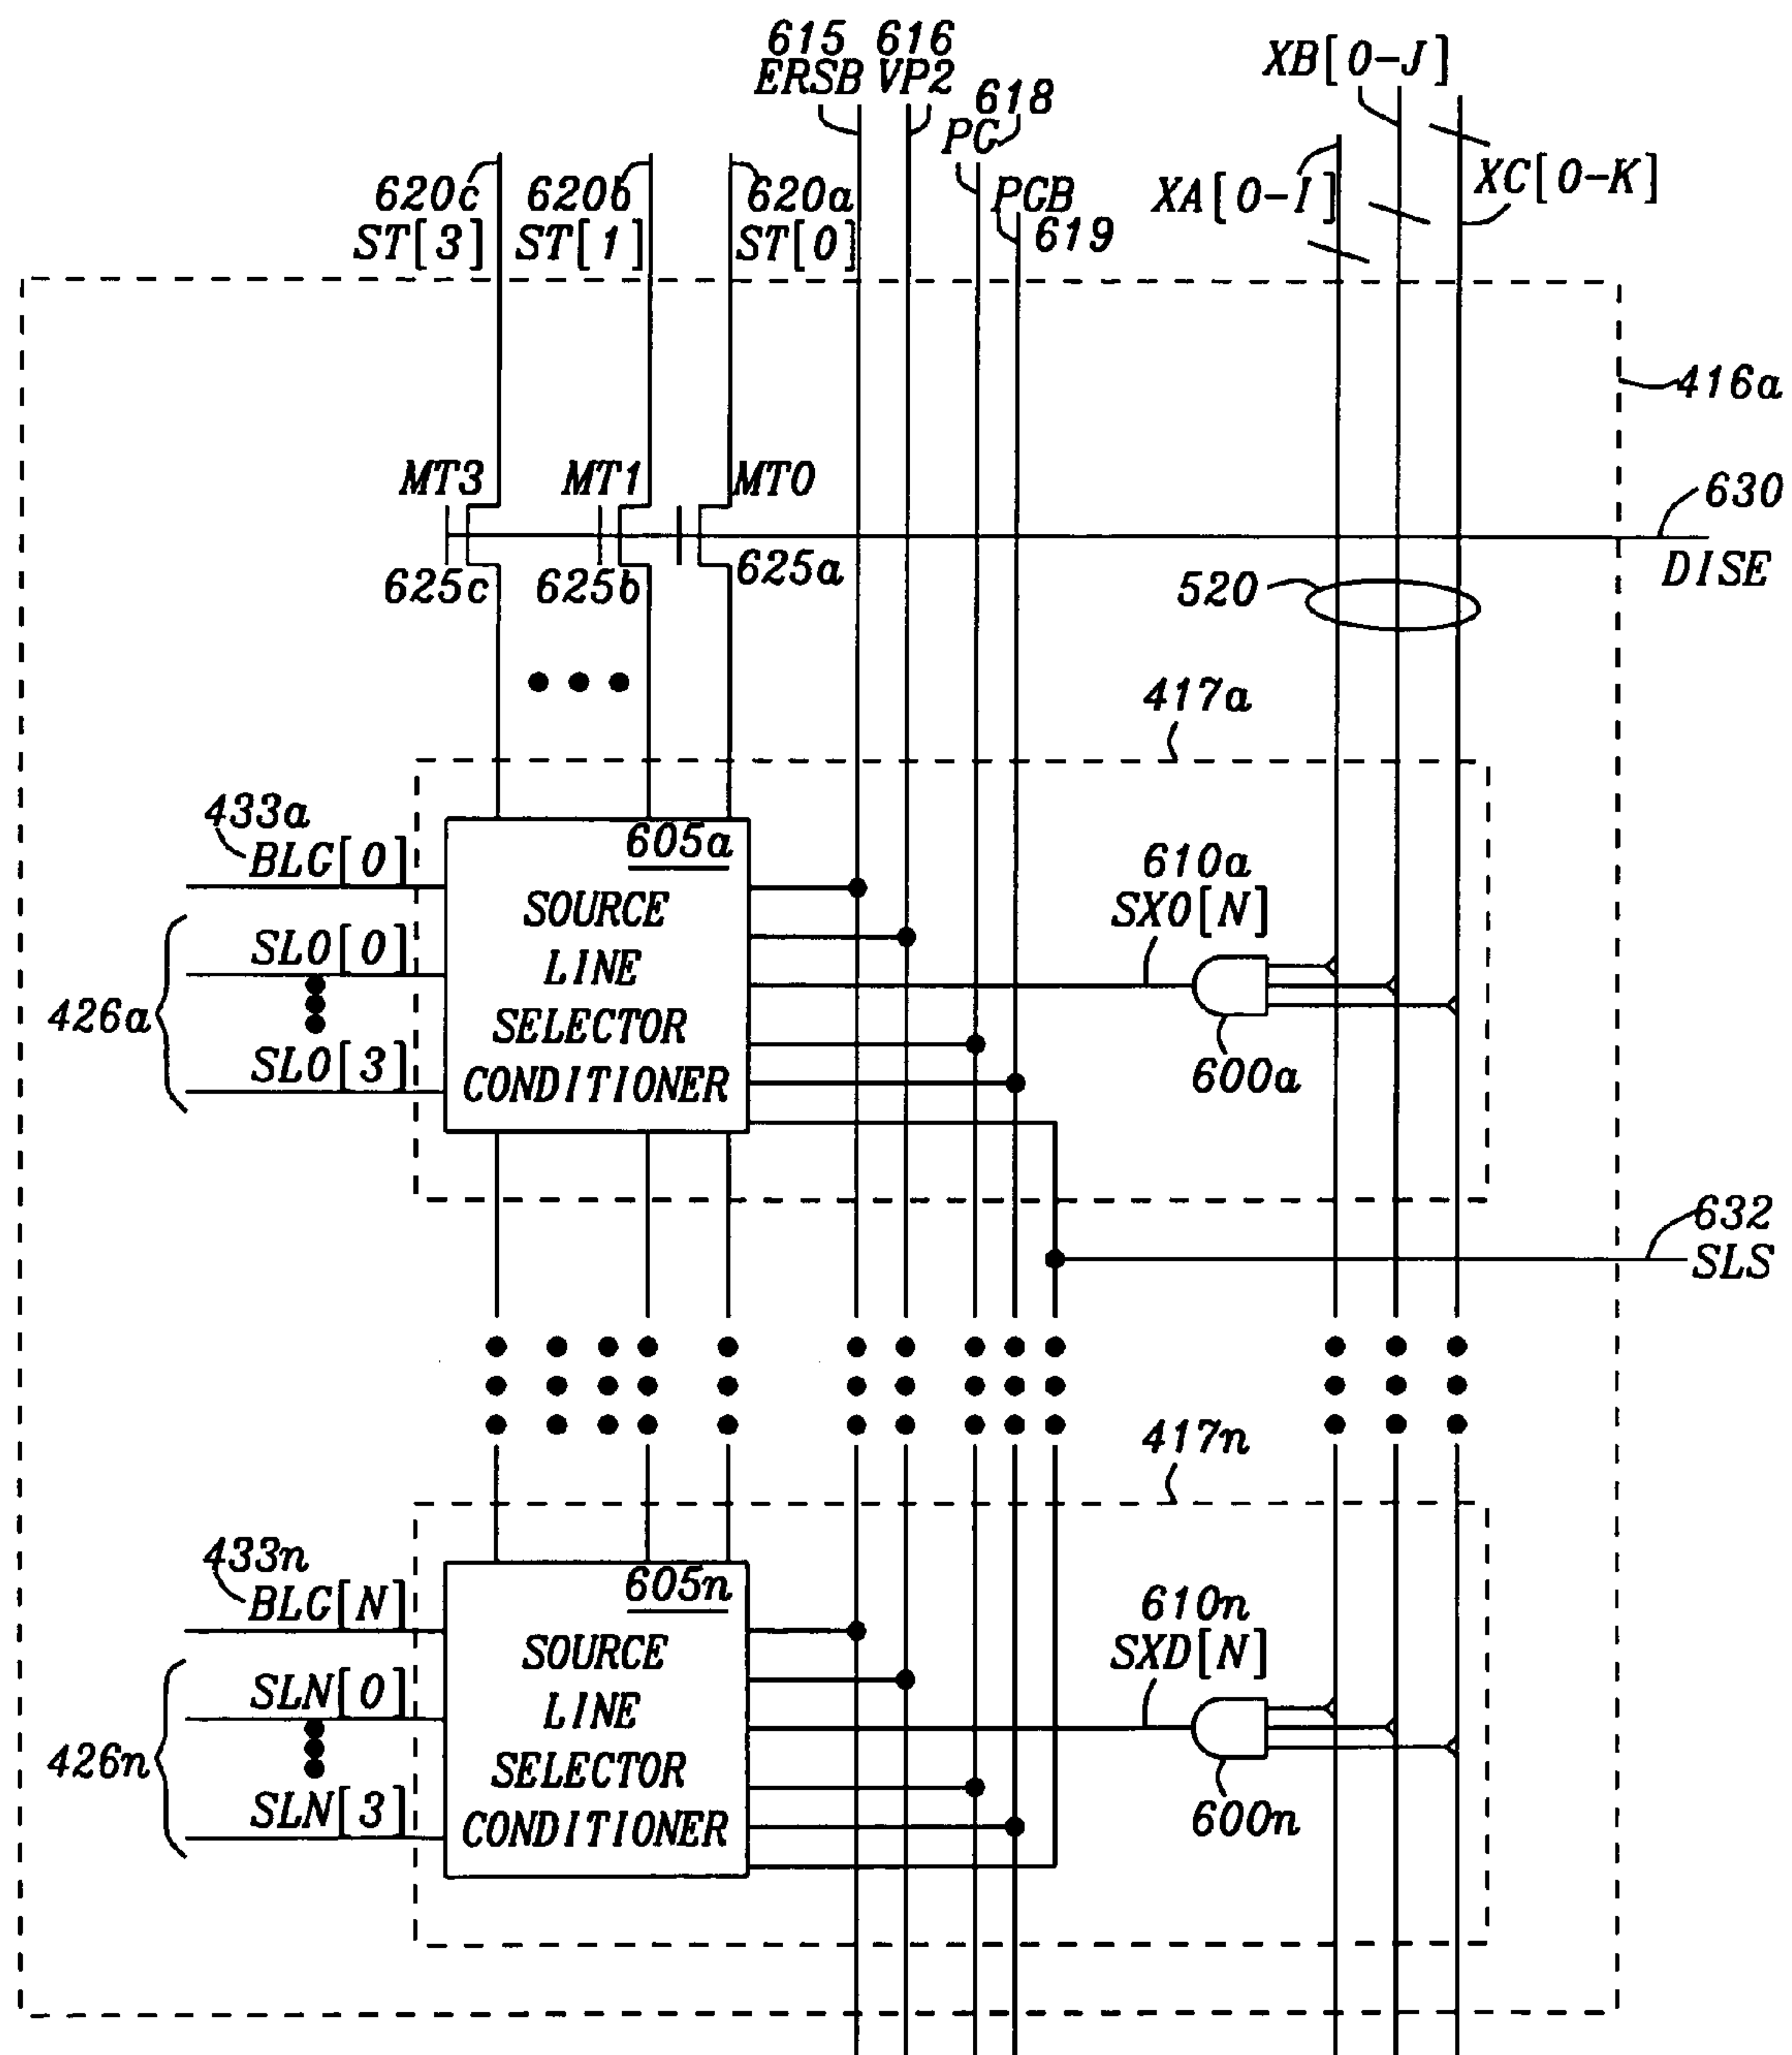 615 616
ERSB VP2
618
PG
PGB
619
XB[0-J]
XA[0-I]
XC[0-K]
620c 620b 620a
ST[3] ST[1] ST[0]
416a
MT3 MT1 MT0
630
DISE
625c 625b 625a
520
417a
433a
BLG[0]
426a
SL0[0]
SL0[3]
605a
SOURCE
LINE
SELECTOR
CONDITIONER
610a
SX0[N]
600a
632
SLS
417n
433n
BLG[N]
426n
SLN[0]
SLN[3]
605n
SOURCE
LINE
SELECTOR
CONDITIONER
610n
SXD[N]
600n